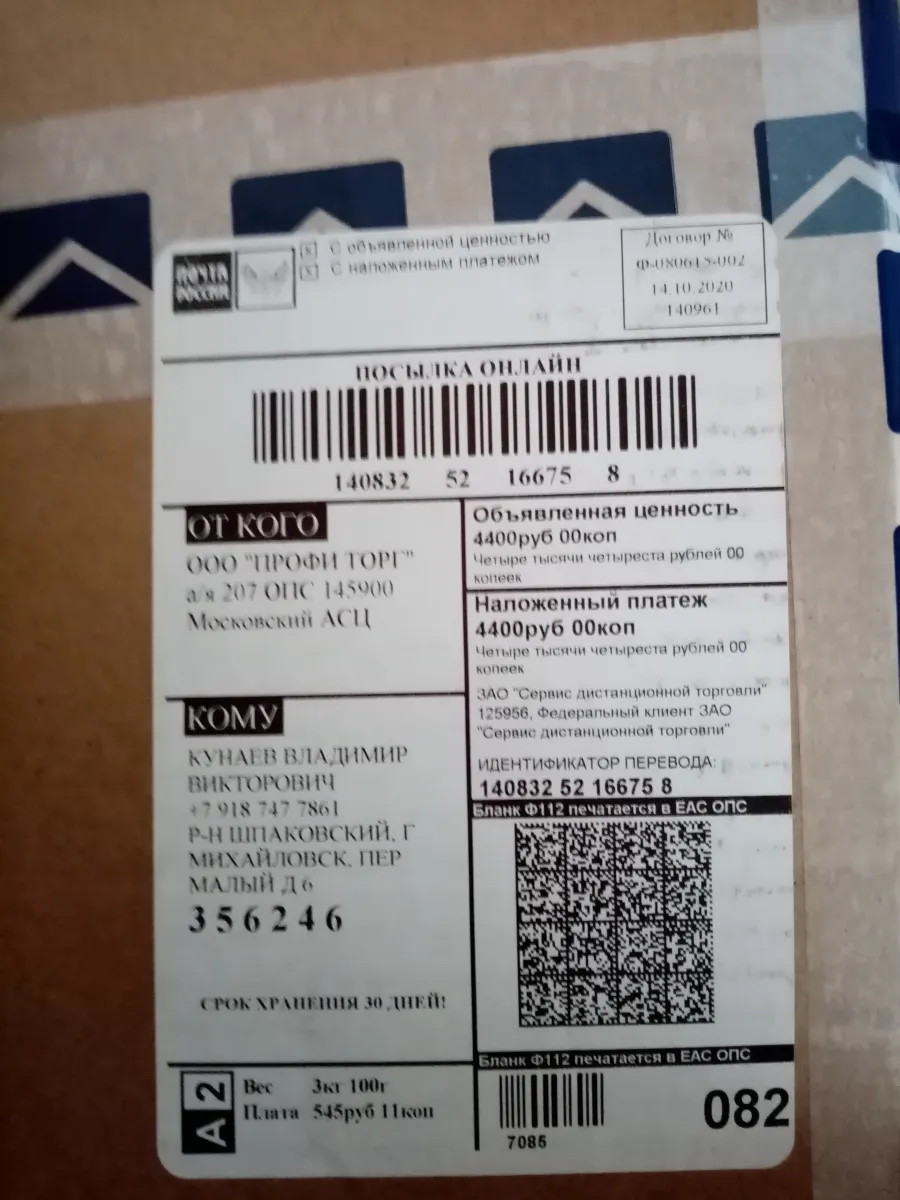 ПОЧТА
РОССИИ
[x] С объявленной ценностью
[x] С наложенным платежом
Договор №
Ф-080615-002
14.10.2020
140961
ПОСЫЛКА ОНЛАЙН
140832 52 16675 8
ОТ КОГО
ООО "ПРОФИ ТОРГ"
а/я 207 ОПС 145900
Московский АСЦ
Объявленная ценность
4400руб 00коп
Четыре тысячи четыреста рублей 00
копеек
Наложенный платеж
4400руб 00коп
Четыре тысячи четыреста рублей 00
копеек
ЗАО "Сервис дистанционной торговли"
125956, Федеральный клиент ЗАО
"Сервис дистанционной торговли"
ИДЕНТИФИКАТОР ПЕРЕВОДА:
140832 52 16675 8
Бланк Ф112 печатается в ЕАС ОПС
КОМУ
КУНАЕВ ВЛАДИМИР
ВИКТОРОВИЧ
+7 918 747 7861
Р-Н ШПАКОВСКИЙ, Г
МИХАЙЛОВСК, ПЕР
МАЛЫЙ Д 6
356246
СРОК ХРАНЕНИЯ 30 ДНЕЙ!
Бланк Ф112 печатается в ЕАС ОПС
A2
Вес 3кг 100г
Плата 545руб 11коп
7085
082